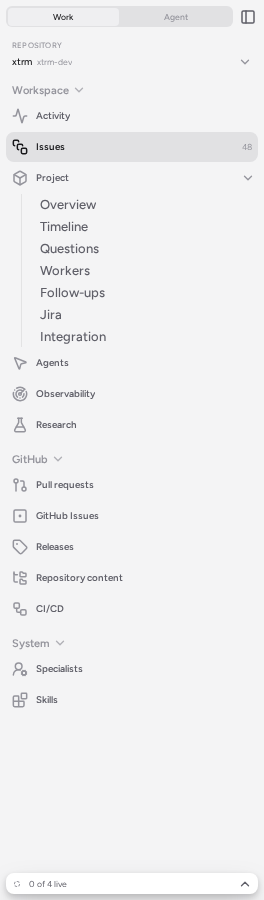 Work
Agent
REPOSITORY
xtrm xtrm-dev
Workspace
Activity
Issues 48
Project
Overview
Timeline
Questions
Workers
Follow-ups
Jira
Integration
Agents
Observability
Research
GitHub
Pull requests
GitHub Issues
Releases
Repository content
CI/CD
System
Specialists
Skills
0 of 4 live